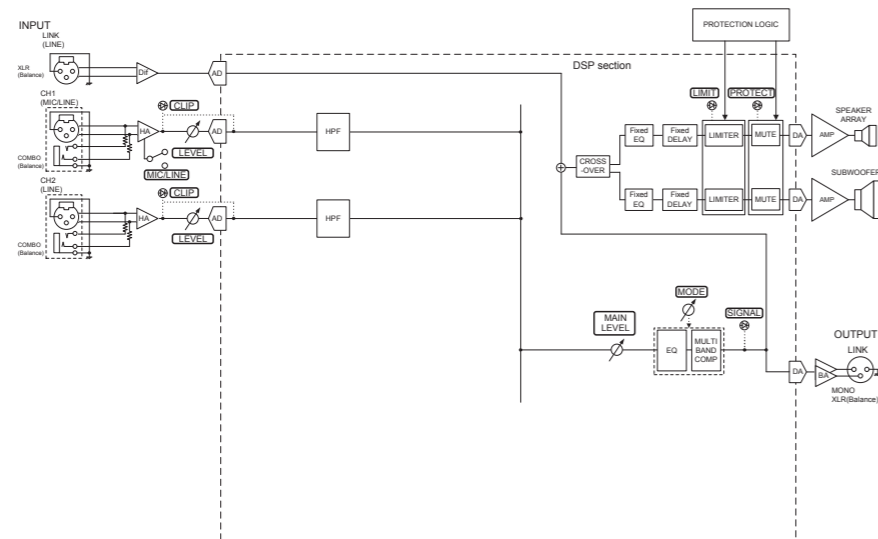 INPUT
LINK
(LINE)
XLR
(Balance)
Dif
AD
DSP section
PROTECTION LOGIC
CH1
(MIC/LINE)
CLIP
HA
AD
HPF
LEVEL
MIC/LINE
COMBO
(Balance)
CH2
(LINE)
CLIP
HA
AD
HPF
LEVEL
COMBO
(Balance)
LIMIT
PROTECT
CROSS
-OVER
Fixed
EQ
Fixed
DELAY
LIMITER
MUTE
DA
AMP
SPEAKER
ARRAY
Fixed
EQ
Fixed
DELAY
LIMITER
MUTE
DA
AMP
SUBWOOFER
MAIN
LEVEL
MODE
EQ
MULTI
BAND
COMP
SIGNAL
OUTPUT
LINK
DA
BA
MONO
XLR(Balance)